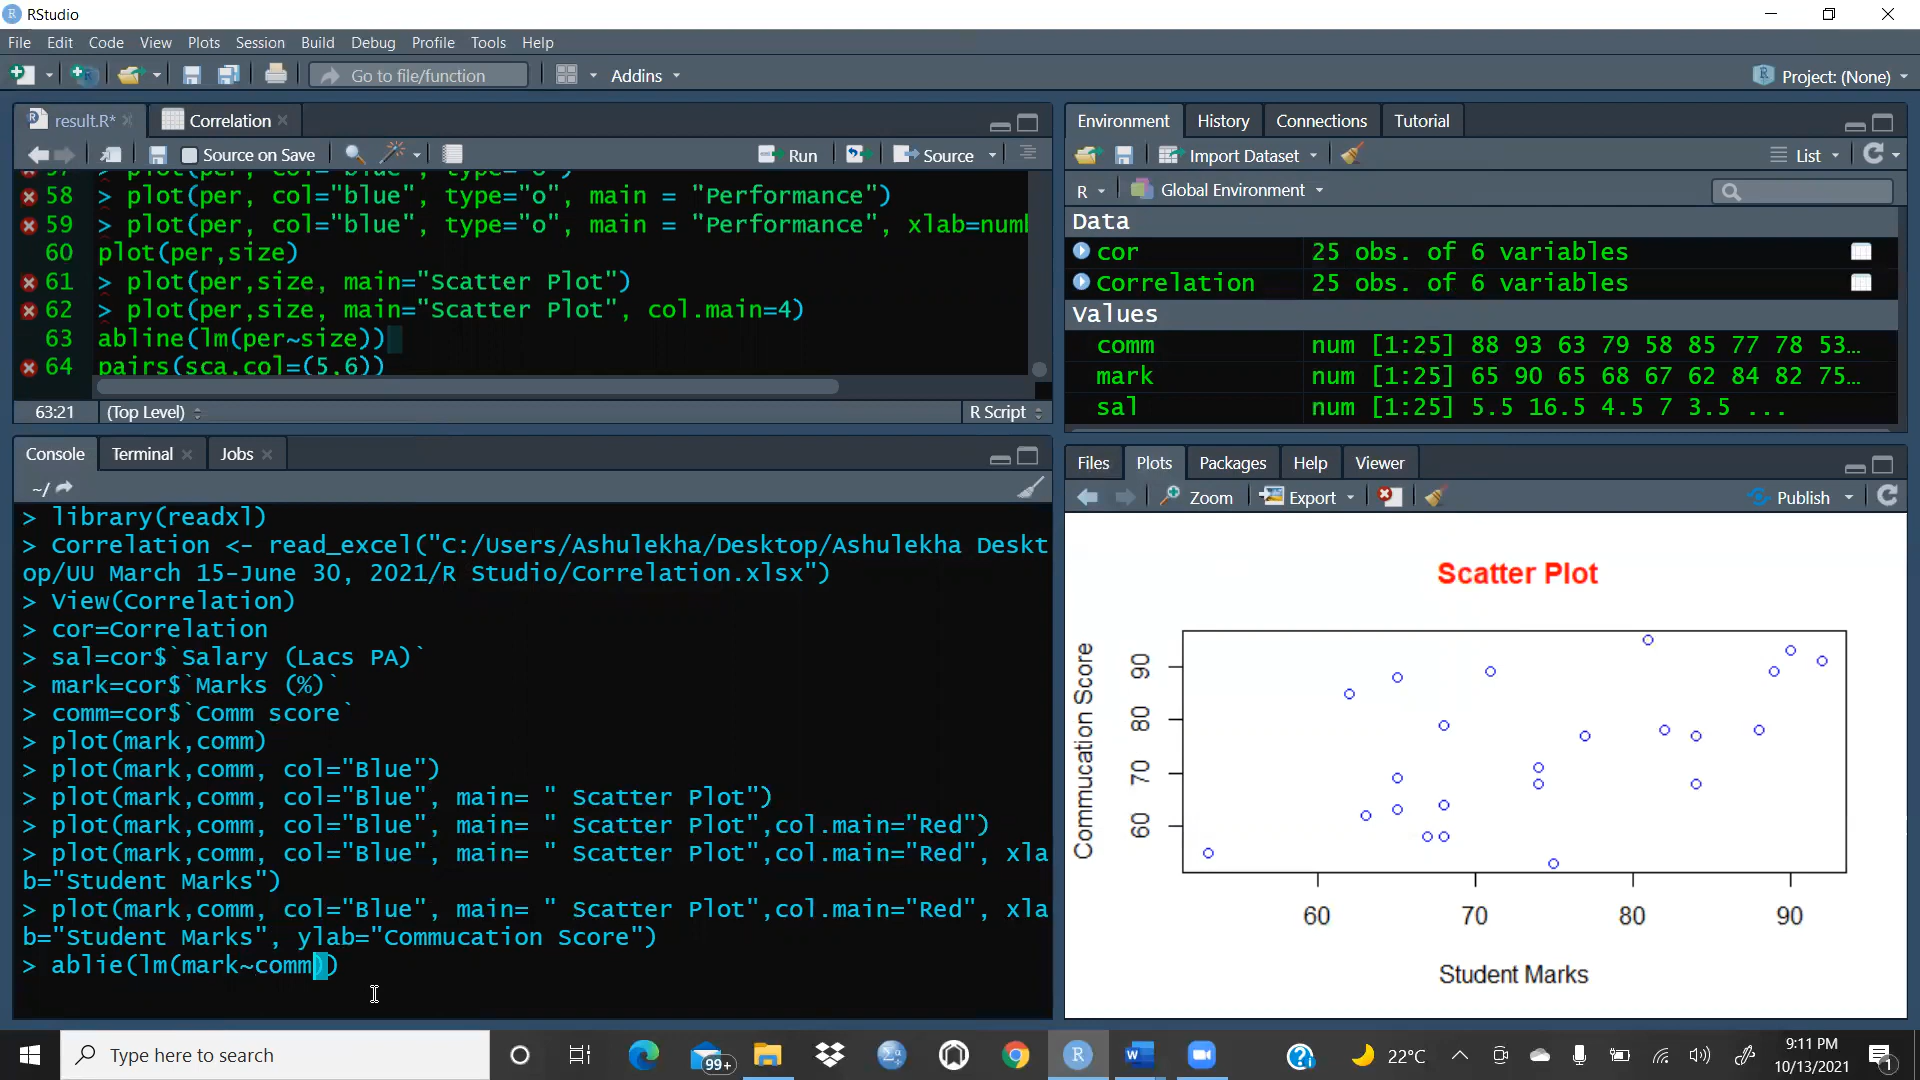 RStudio
File Edit Code View Plots Session Build Debug Profile Tools Help
Go to file/function Addins Project: (None)
result.R* Correlation
Source on Save Run Source
58 > plot(per, col="blue", type="o", main = "Performance")
59 > plot(per, col="blue", type="o", main = "Performance", xlab=numb
60 plot(per,size)
61 > plot(per,size, main="Scatter Plot")
62 > plot(per,size, main="Scatter Plot", col.main=4)
63 abline(lm(per~size))
64 pairs(sca,col=(5,6))
63:21 (Top Level) R Script
Console Terminal Jobs
~/
> library(readxl)
> Correlation <- read_excel("C:/Users/Ashulekha/Desktop/Ashulekha Deskt
op/UU March 15-June 30, 2021/R Studio/Correlation.xlsx")
> View(Correlation)
> cor=Correlation
> sal=cor$`Salary (Lacs PA)`
> mark=cor$`Marks (%)`
> comm=cor$`Comm score`
> plot(mark,comm)
> plot(mark,comm, col="Blue")
> plot(mark,comm, col="Blue", main= " Scatter Plot")
> plot(mark,comm, col="Blue", main= " Scatter Plot",col.main="Red")
> plot(mark,comm, col="Blue", main= " Scatter Plot",col.main="Red", xla
b="Student Marks")
> plot(mark,comm, col="Blue", main= " Scatter Plot",col.main="Red", xla
b="Student Marks", ylab="Commucation Score")
> ablie(lm(mark~comm))
Environment History Connections Tutorial
Import Dataset List
R Global Environment
Data
cor 25 obs. of 6 variables
Correlation 25 obs. of 6 variables
Values
comm num [1:25] 88 93 63 79 58 85 77 78 53…
mark num [1:25] 65 90 65 68 67 62 84 82 75…
sal num [1:25] 5.5 16.5 4.5 7 3.5 ...
Files Plots Packages Help Viewer
Zoom Export Publish
Scatter Plot
Commucation Score
90
80
70
60
60 70 80 90
Student Marks
Type here to search 99+ 22°C 9:11 PM
10/13/2021 1